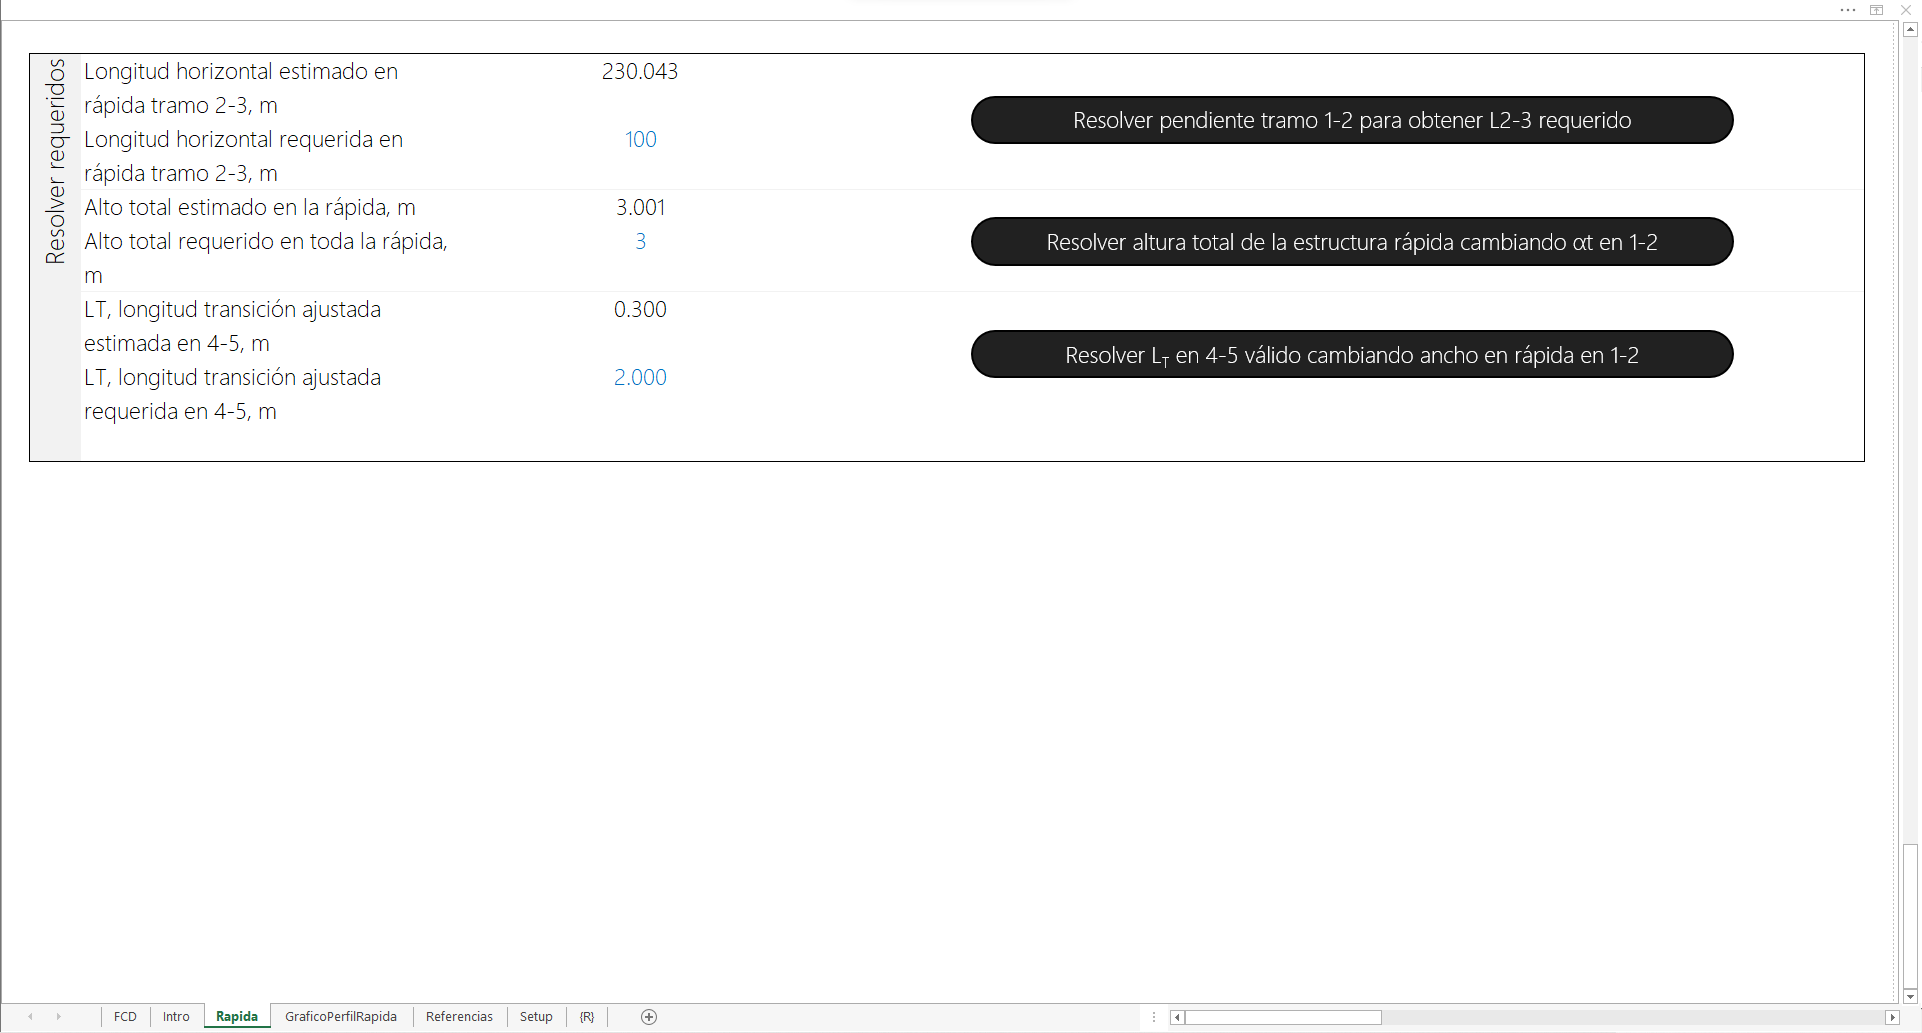 Resolver requeridos
Longitud horizontal estimado en
rápida tramo 2-3, m
230.043
Longitud horizontal requerida en
rápida tramo 2-3, m
100
Resolver pendiente tramo 1-2 para obtener L2-3 requerido
Alto total estimado en la rápida, m
3.001
Alto total requerido en toda la rápida,
m
3
Resolver altura total de la estructura rápida cambiando αt en 1-2
LT, longitud transición ajustada
estimada en 4-5, m
0.300
LT, longitud transición ajustada
requerida en 4-5, m
2.000
Resolver LT en 4-5 válido cambiando ancho en rápida en 1-2
FCD
Intro
Rapida
GraficoPerfilRapida
Referencias
Setup
{R}